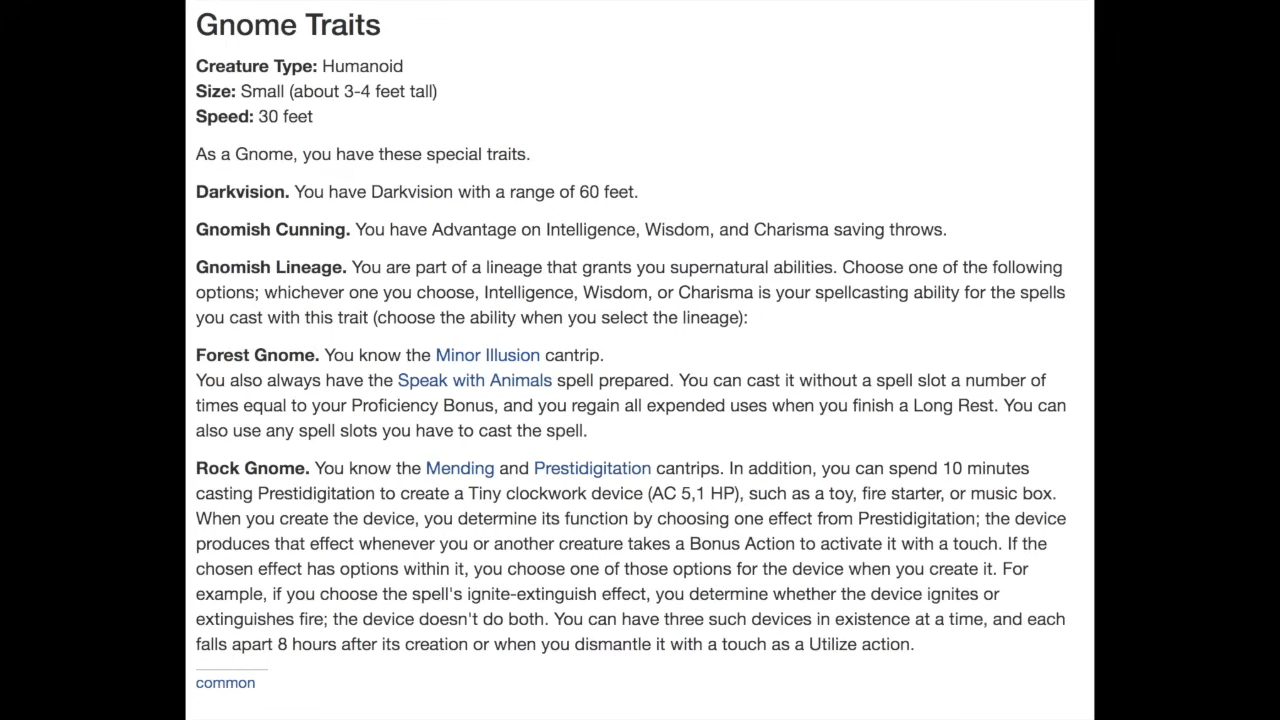 Gnome Traits
Creature Type: Humanoid
Size: Small (about 3-4 feet tall)
Speed: 30 feet
As a Gnome, you have these special traits.
Darkvision. You have Darkvision with a range of 60 feet.
Gnomish Cunning. You have Advantage on Intelligence, Wisdom, and Charisma saving throws.
Gnomish Lineage. You are part of a lineage that grants you supernatural abilities. Choose one of the following
options; whichever one you choose, Intelligence, Wisdom, or Charisma is your spellcasting ability for the spells
you cast with this trait (choose the ability when you select the lineage):
Forest Gnome. You know the Minor Illusion cantrip.
You also always have the Speak with Animals spell prepared. You can cast it without a spell slot a number of
times equal to your Proficiency Bonus, and you regain all expended uses when you finish a Long Rest. You can
also use any spell slots you have to cast the spell.
Rock Gnome. You know the Mending and Prestidigitation cantrips. In addition, you can spend 10 minutes
casting Prestidigitation to create a Tiny clockwork device (AC 5,1 HP), such as a toy, fire starter, or music box.
When you create the device, you determine its function by choosing one effect from Prestidigitation; the device
produces that effect whenever you or another creature takes a Bonus Action to activate it with a touch. If the
chosen effect has options within it, you choose one of those options for the device when you create it. For
example, if you choose the spell's ignite-extinguish effect, you determine whether the device ignites or
extinguishes fire; the device doesn't do both. You can have three such devices in existence at a time, and each
falls apart 8 hours after its creation or when you dismantle it with a touch as a Utilize action.
common